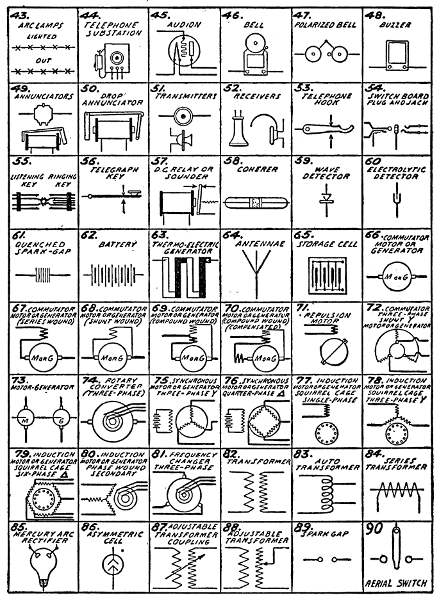 43.
ARC LAMPS
LIGHTED
OUT
44.
TELEPHONE
SUBSTATION
45.
AUDION
46.
BELL
47.
POLARIZED BELL
48.
BUZZER
49.
ANNUNCIATORS
50.
DROP
ANNUNCIATOR
51.
TRANSMITTERS
52.
RECEIVERS
53.
TELEPHONE
HOOK
54.
SWITCH BOARD
PLUG AND JACK
55.
LISTENING RINGING
KEY KEY
56.
TELEGRAPH
KEY
57.
D.C. RELAY OR
SOUNDER
58.
COHERER
59.
WAVE
DETECTOR
60
ELECTROLYTIC
DETECTOR
61.
QUENCHED
SPARK-GAP
62.
BATTERY
63.
THERMO-ELECTRIC
GENERATOR
64.
ANTENNAE
65.
STORAGE CELL
66.
COMMUTATOR
MOTOR OR
GENERATOR
M OR G
67. COMMUTATOR
MOTOR OR GENERATOR
(SERIES WOUND)
M OR G
68. COMMUTATOR
MOTOR OR GENERATOR
(SHUNT WOUND)
M OR G
69. COMMUTATOR
MOTOR OR GENERATOR
(COMPOUND WOUND)
M OR G
70. COMMUTATOR
MOTOR OR GENERATOR
COMPOUND WOUND
(COMPENSATED)
M OR G
71.
REPULSION
MOTOR
72. COMMUTATOR
THREE-PHASE
SHUNT
MOTOR OR GENERATOR
73.
MOTOR-GENERATOR
M G
74. ROTARY
CONVERTER
(THREE-PHASE)
75. SYNCHRONOUS
MOTOR OR GENERATOR
THREE-PHASE Y
76. SYNCHRONOUS
MOTOR OR GENERATOR
QUARTER-PHASE Δ
77. INDUCTION
MOTOR OR GENERATOR
SQUIRREL CAGE
SINGLE-PHASE
78. INDUCTION
MOTOR OR GENERATOR
SQUIREL CAGE
THREE-PHASE Y
79. INDUCTION
MOTOR OR GENERATOR
SQUIRREL CAGE
SIX-PHASE Δ
80. INDUCTION
MOTOR OR GENERATOR
PHASE WOUND
SECONDARY
81. FREQUENCY
CHANGER
THREE-PHASE
82.
TRANSFORMER
83.
AUTO
TRANSFORMER
84.
SERIES
TRANSFORMER
85.
MERCURY ARC
RECTIFIER
86.
ASYMMETRIC
CELL
87. ADJUSTABLE
TRANSFORMER
COUPLING
88.
ADJUSTABLE
TRANSFORMER
89.
SPARK GAP
90
AERIAL SWITCH